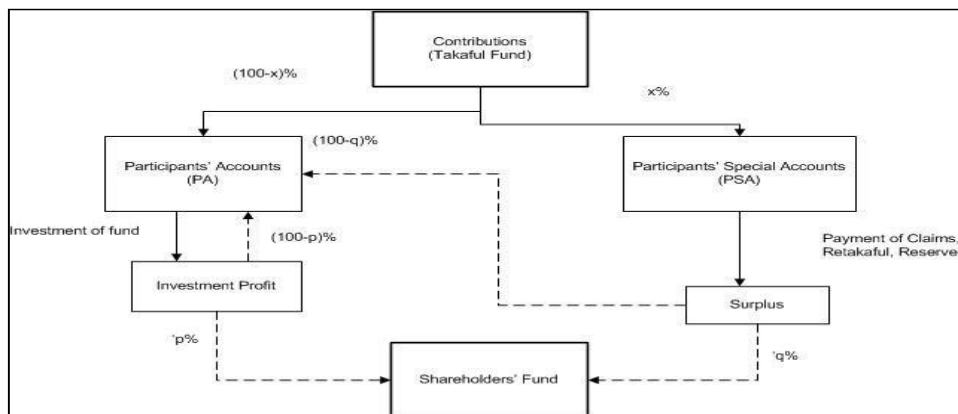 Contributions
(Takaful Fund)
(100-x)%
x%
(100-q)%
Participants' Accounts
(PA)
Participants' Special Accounts
(PSA)
Investment of fund
(100-p)%
Payment of Claims,
Retakaful, Reserve
Investment Profit
Surplus
'p%
'q%
Shareholders' Fund